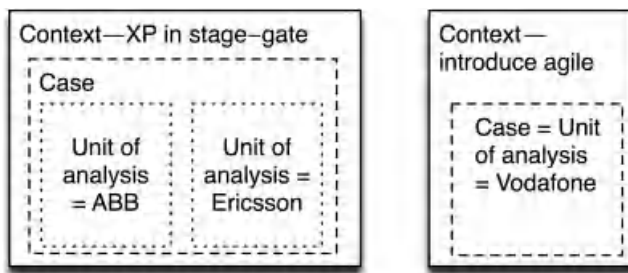 Context—XP in stage–gate
Case
Unit of
analysis
= ABB
Unit of
analysis =
Ericsson
Context—
introduce agile
Case = Unit
of analysis
= Vodafone